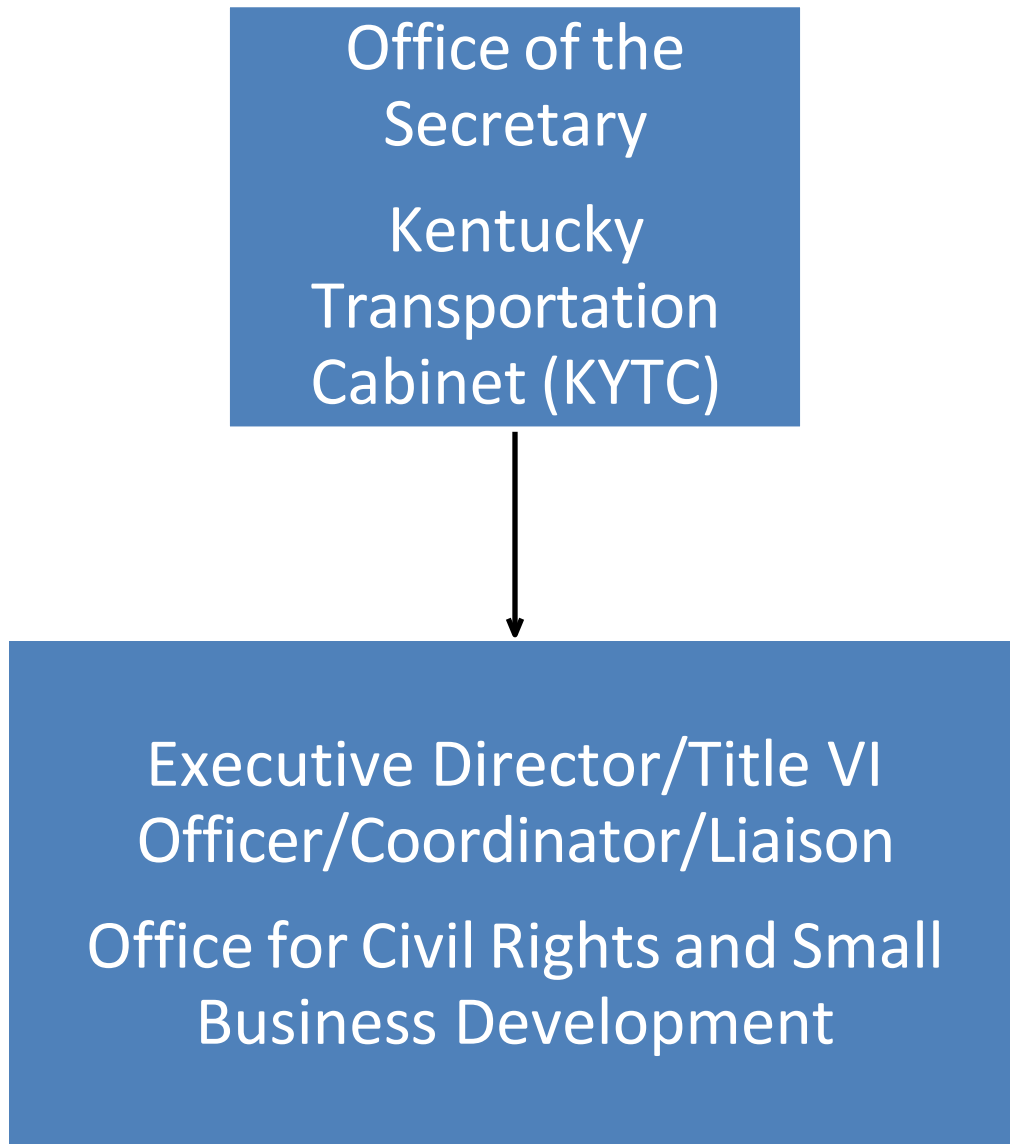 Office of the
Secretary
Kentucky
Transportation
Cabinet (KYTC)
Executive Director/Title VI
Officer/Coordinator/Liaison
Office for Civil Rights and Small
Business Development